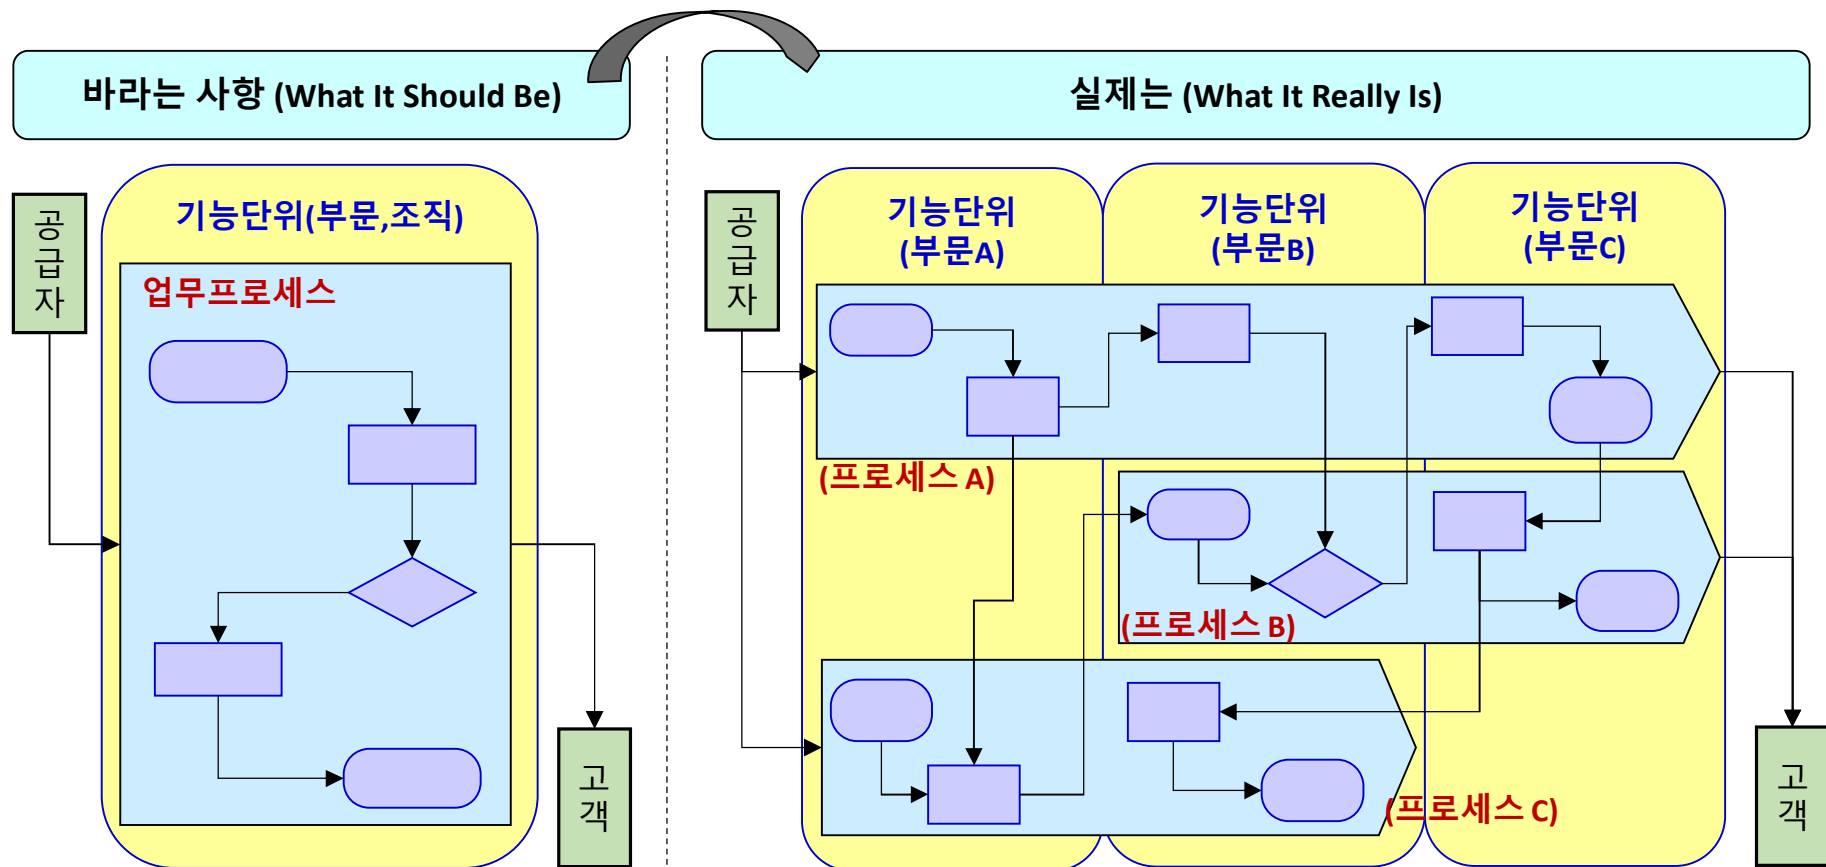 바라는 사항 (What It Should Be)
실제는 (What It Really Is)
공급자
기능단위(부문,조직)
업무프로세스
고객
공급자
기능단위
(부문A)
기능단위
(부문B)
기능단위
(부문C)
(프로세스 A)
(프로세스 B)
(프로세스 C)
고객